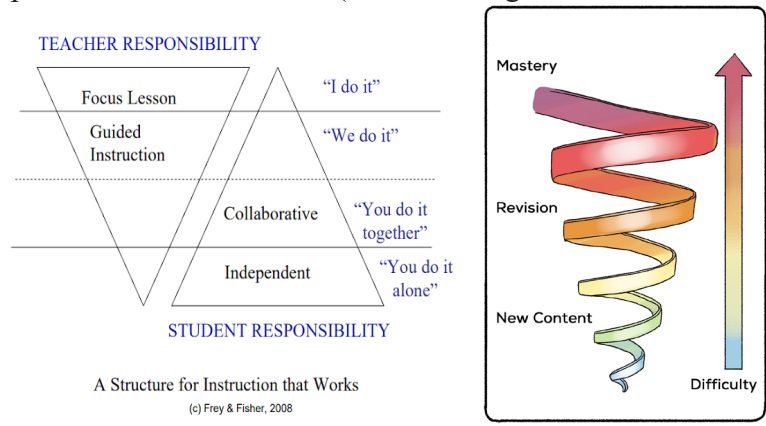 TEACHER RESPONSIBILITY
Focus Lesson
“I do it”
Guided
Instruction
“We do it”
Collaborative
“You do it
together”
Independent
“You do it
alone”
STUDENT RESPONSIBILITY
A Structure for Instruction that Works
(c) Frey & Fisher, 2008
Mastery
Revision
New Content
Difficulty